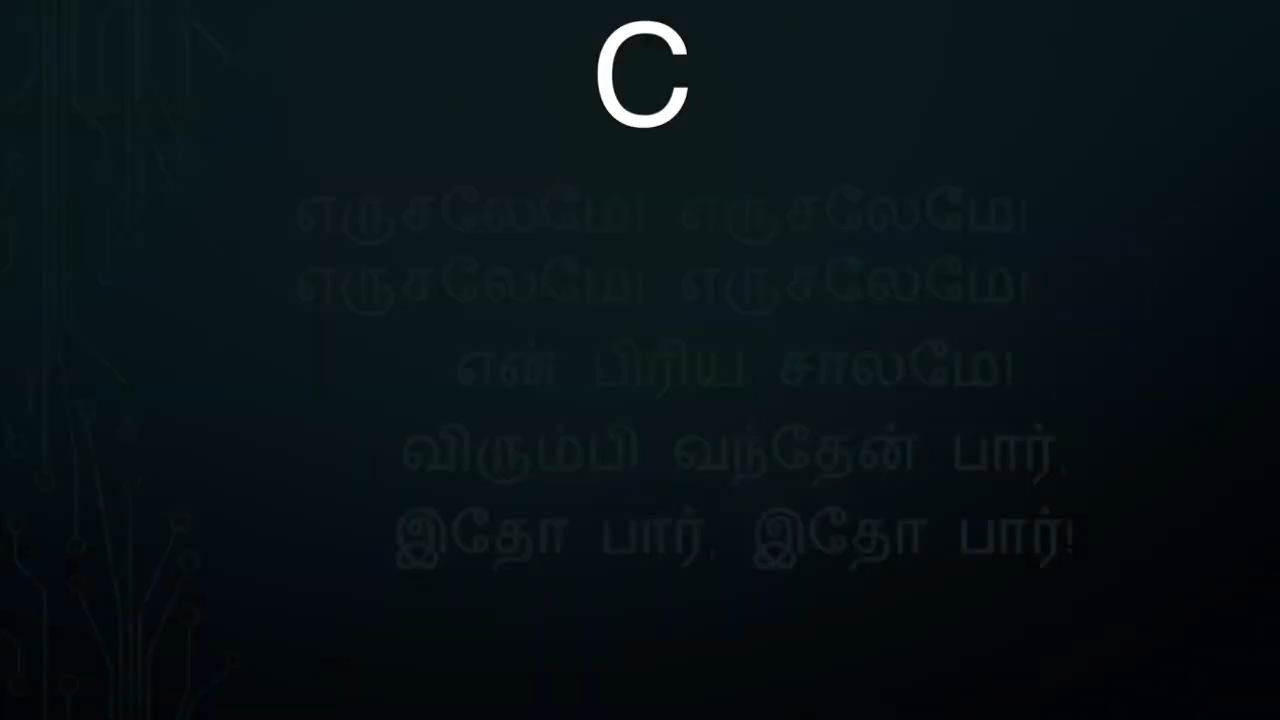 C
எருசலேமே! எருசலேமே!
எருசலேமே! எருசலேமே!
என் பிரிய சாலமே!
விரும்பி வந்தேன் பார்,
இதோ பார், இதோ பார்!